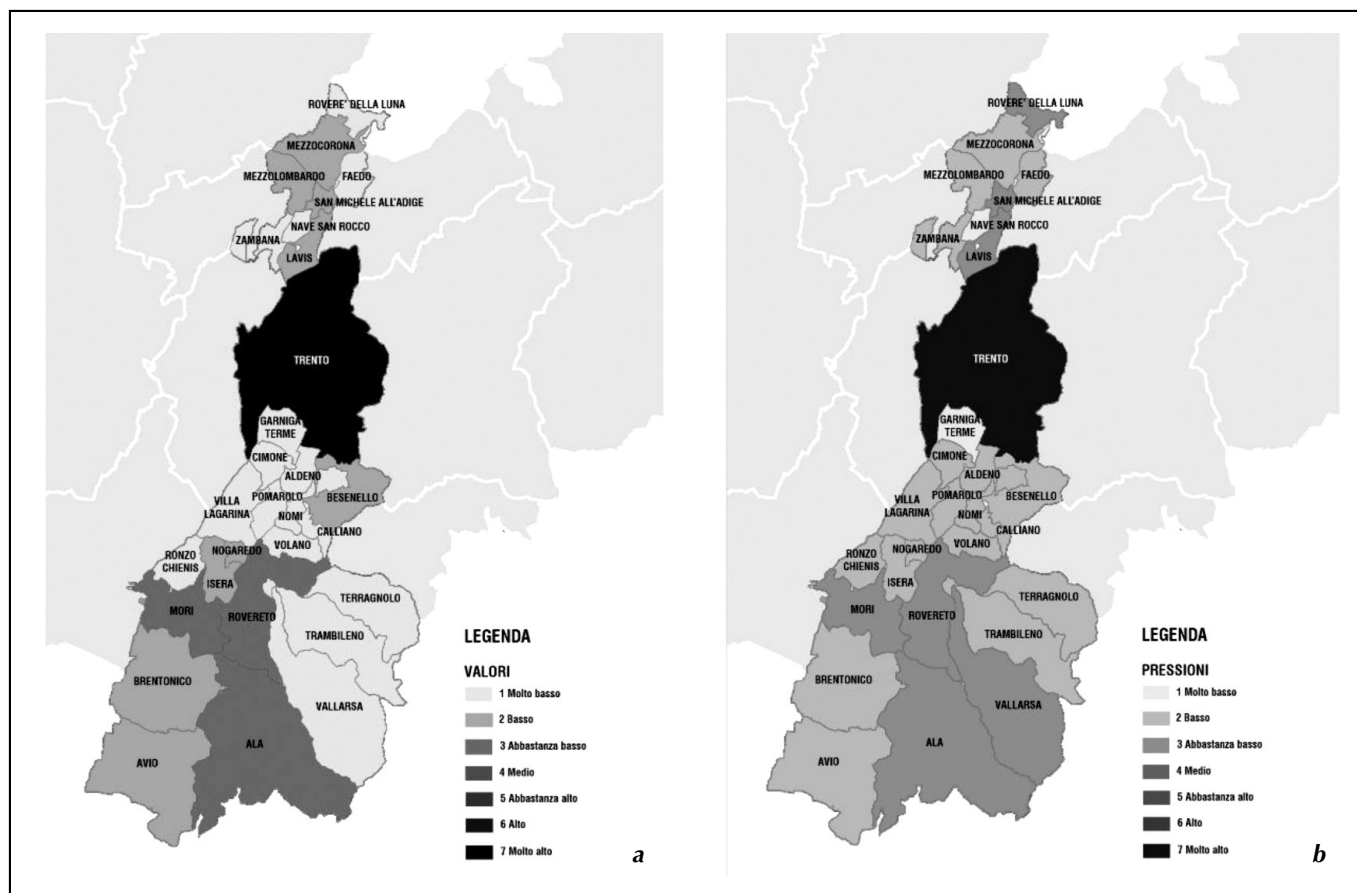 ROVERE' DELLA LUNA
MEZZOCORONA
MEZZOLOMBARDO
FAEDO
SAN MICHELE ALL'ADIGE
NAVE SAN ROCCO
ZAMBANA
LAVIS
TRENTO
GARNIGA
TERME
CIMONE
ALDENO
BESENELLO
POMAROLO
VILLA
LAGARINA
NOMI
CALLIANO
VOLANO
NOGAREDO
RONZO
CHIENIS
ISERA
TERRAGNOLO
MORI
ROVERETO
TRAMBILENO
BRENTONICO
VALLARSA
ALA
AVIO
LEGENDA
VALORI
1 Molto basso
2 Basso
3 Abbastanza basso
4 Medio
5 Abbastanza alto
6 Alto
7 Molto alto
a
ROVERE' DELLA LUNA
MEZZOCORONA
MEZZOLOMBARDO
FAEDO
SAN MICHELE ALL'ADIGE
NAVE SAN ROCCO
ZAMBANA
LAVIS
TRENTO
GARNIGA
TERME
CIMONE
ALDENO
BESENELLO
POMAROLO
VILLA
LAGARINA
NOMI
CALLIANO
VOLANO
NOGAREDO
RONZO
CHIENIS
ISERA
TERRAGNOLO
MORI
ROVERETO
TRAMBILENO
BRENTONICO
VALLARSA
ALA
AVIO
LEGENDA
PRESSIONI
1 Molto basso
2 Basso
3 Abbastanza basso
4 Medio
5 Abbastanza alto
6 Alto
7 Molto alto
b